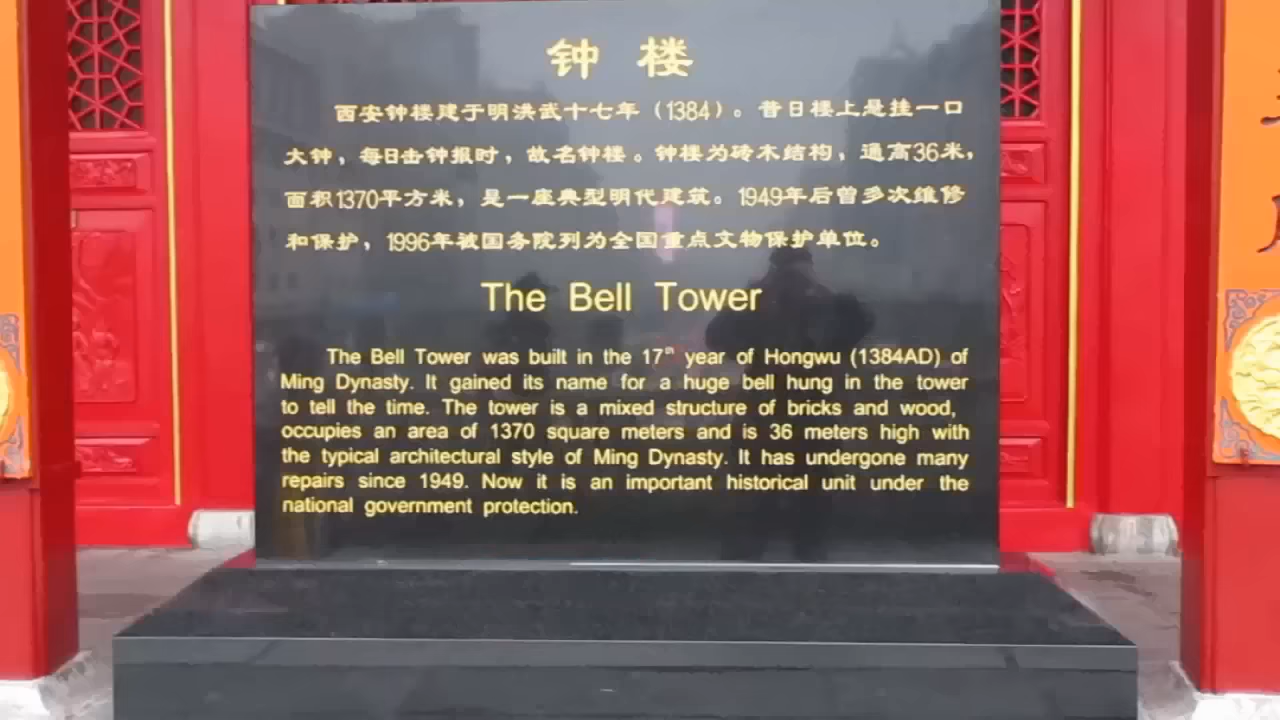 钟 楼
西安钟楼建于明洪武十七年（1384）。昔日楼上悬挂一口
大钟，每日击钟报时，故名钟楼。钟楼为砖木结构，通高36米，
面积1370平方米，是一座典型明代建筑。1949年后曾多次维修
和保护，1996年被国务院列为全国重点文物保护单位。
The Bell Tower
The Bell Tower was built in the 17th year of Hongwu (1384AD) of
Ming Dynasty. It gained its name for a huge bell hung in the tower
to tell the time. The tower is a mixed structure of bricks and wood,
occupies an area of 1370 square meters and is 36 meters high with
the typical architectural style of Ming Dynasty. It has undergone many
repairs since 1949. Now it is an important historical unit under the
national government protection.